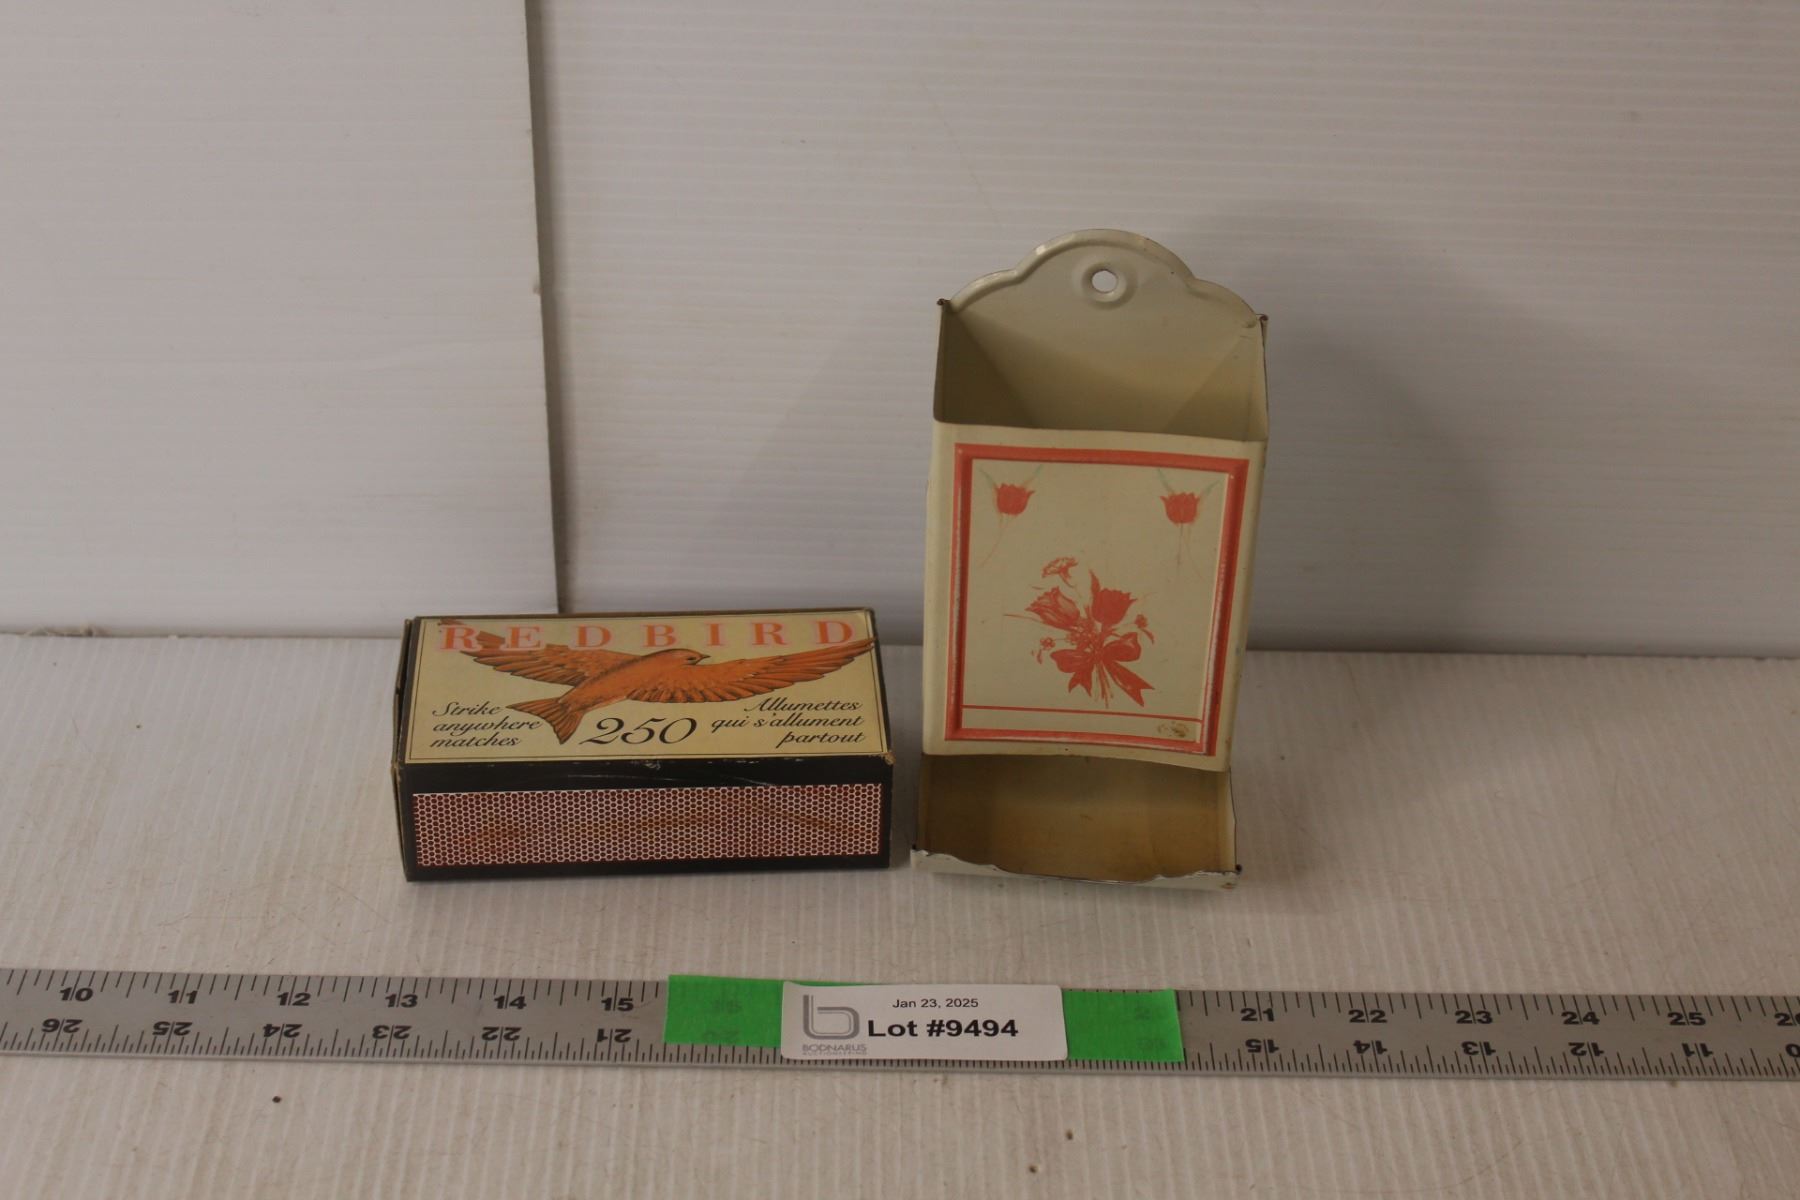 REDBIRD
Strike
anywhere
matches
250
Allumettes
qui s'allument
partout
10 11 12 13 14 15 21 22 23 24 25
26 25 24 23 22 21 15 14 13 12 11
Jan 23, 2025
Lot #9494
BODNARUS
AUCTIONEERING